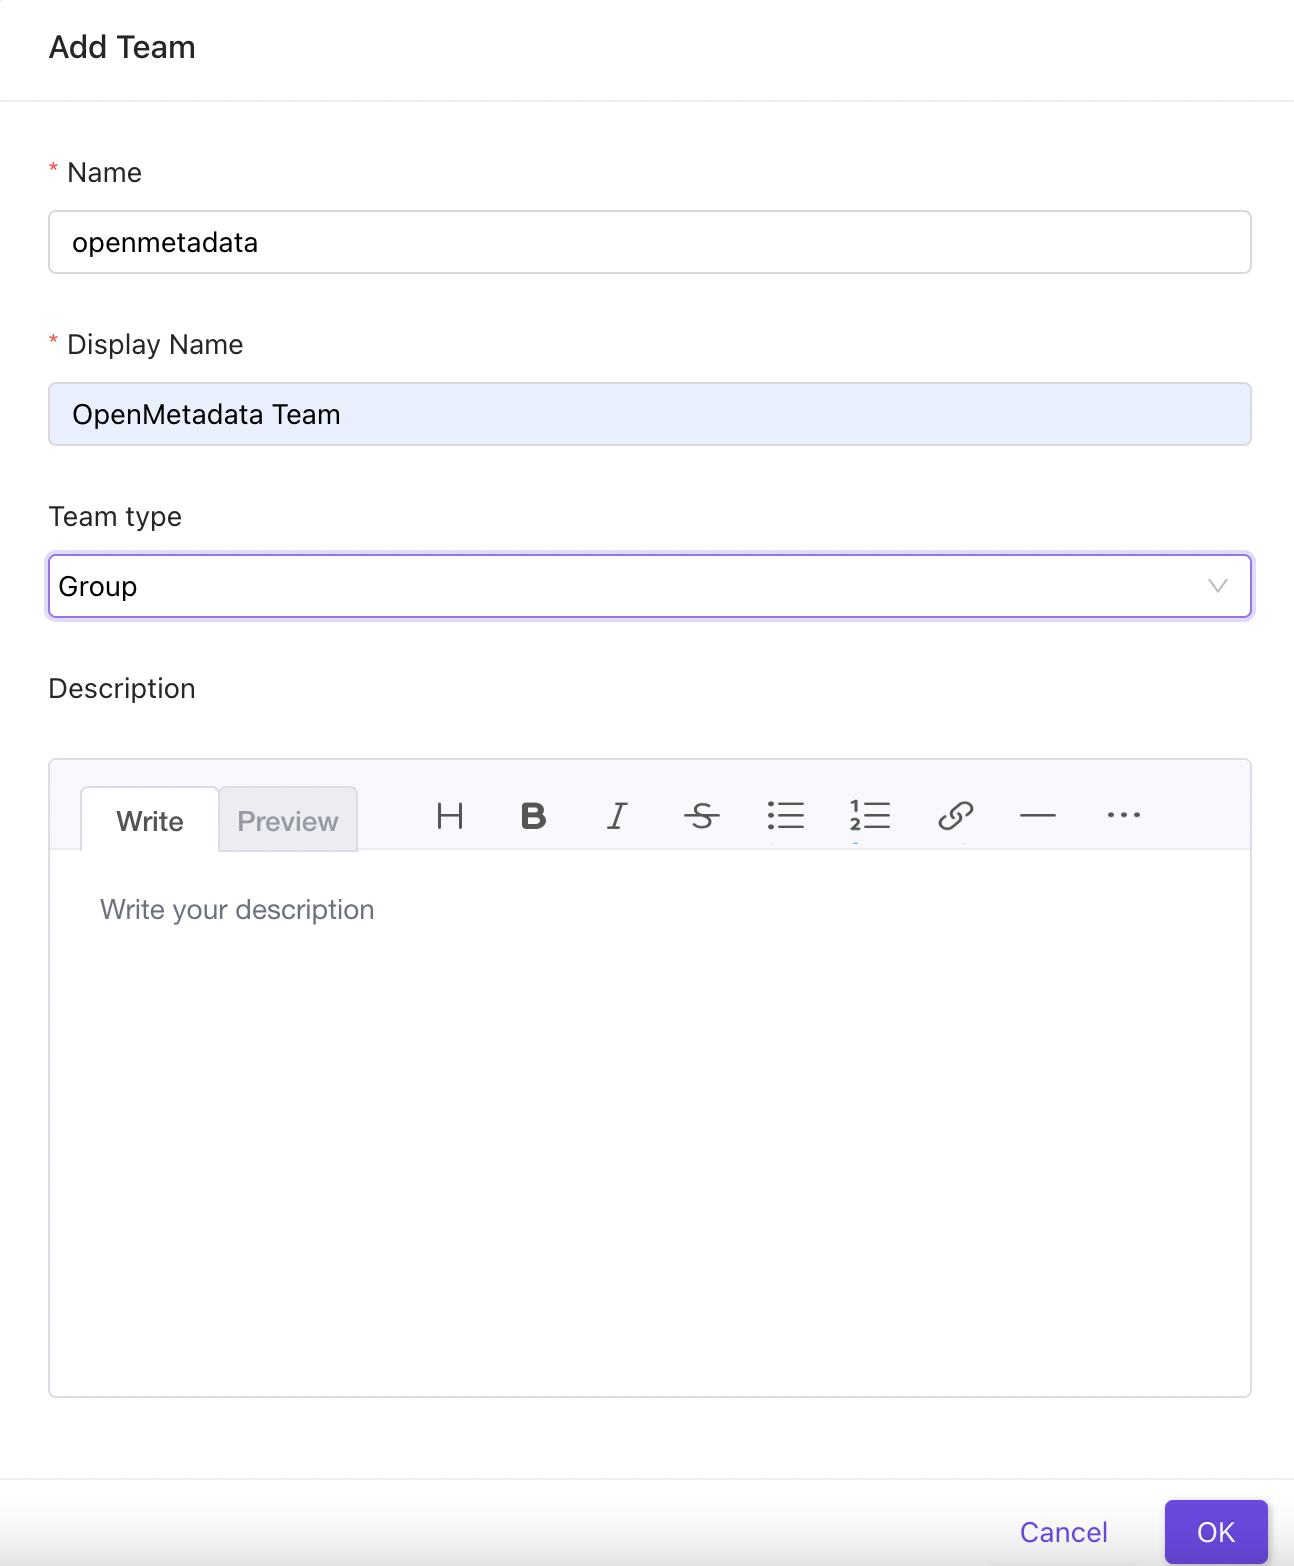 Add Team
* Name
openmetadata
* Display Name
OpenMetadata Team
Team type
Group
Description
Write Preview H B I S
Write your description
Cancel OK